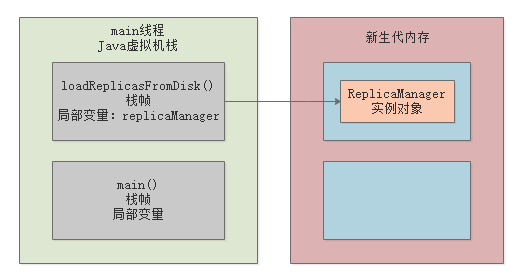 main线程
Java虚拟机栈
loadReplicasFromDisk()
栈帧
局部变量：replicaManager
main()
栈帧
局部变量
新生代内存
ReplicaManager
实例对象